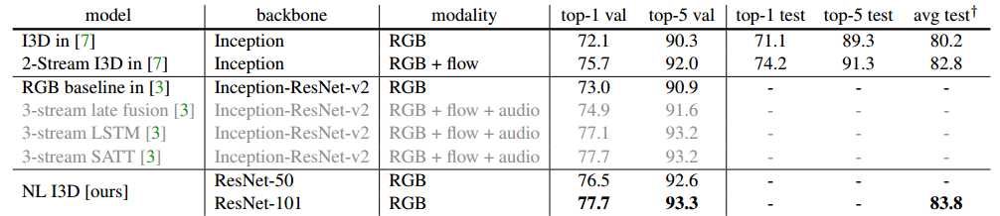 model backbone modality top-1 val top-5 val top-1 test top-5 test avg test†
I3D in [7] Inception RGB 72.1 90.3 71.1 89.3 80.2
2-Stream I3D in [7] Inception RGB + flow 75.7 92.0 74.2 91.3 82.8
RGB baseline in [3] Inception-ResNet-v2 RGB 73.0 90.9 - - -
3-stream late fusion [3] Inception-ResNet-v2 RGB + flow + audio 74.9 91.6 - - -
3-stream LSTM [3] Inception-ResNet-v2 RGB + flow + audio 77.1 93.2 - - -
3-stream SATT [3] Inception-ResNet-v2 RGB + flow + audio 77.7 93.2 - - -
NL I3D [ours] ResNet-50 RGB 76.5 92.6 - - -
ResNet-101 RGB 77.7 93.3 - - 83.8